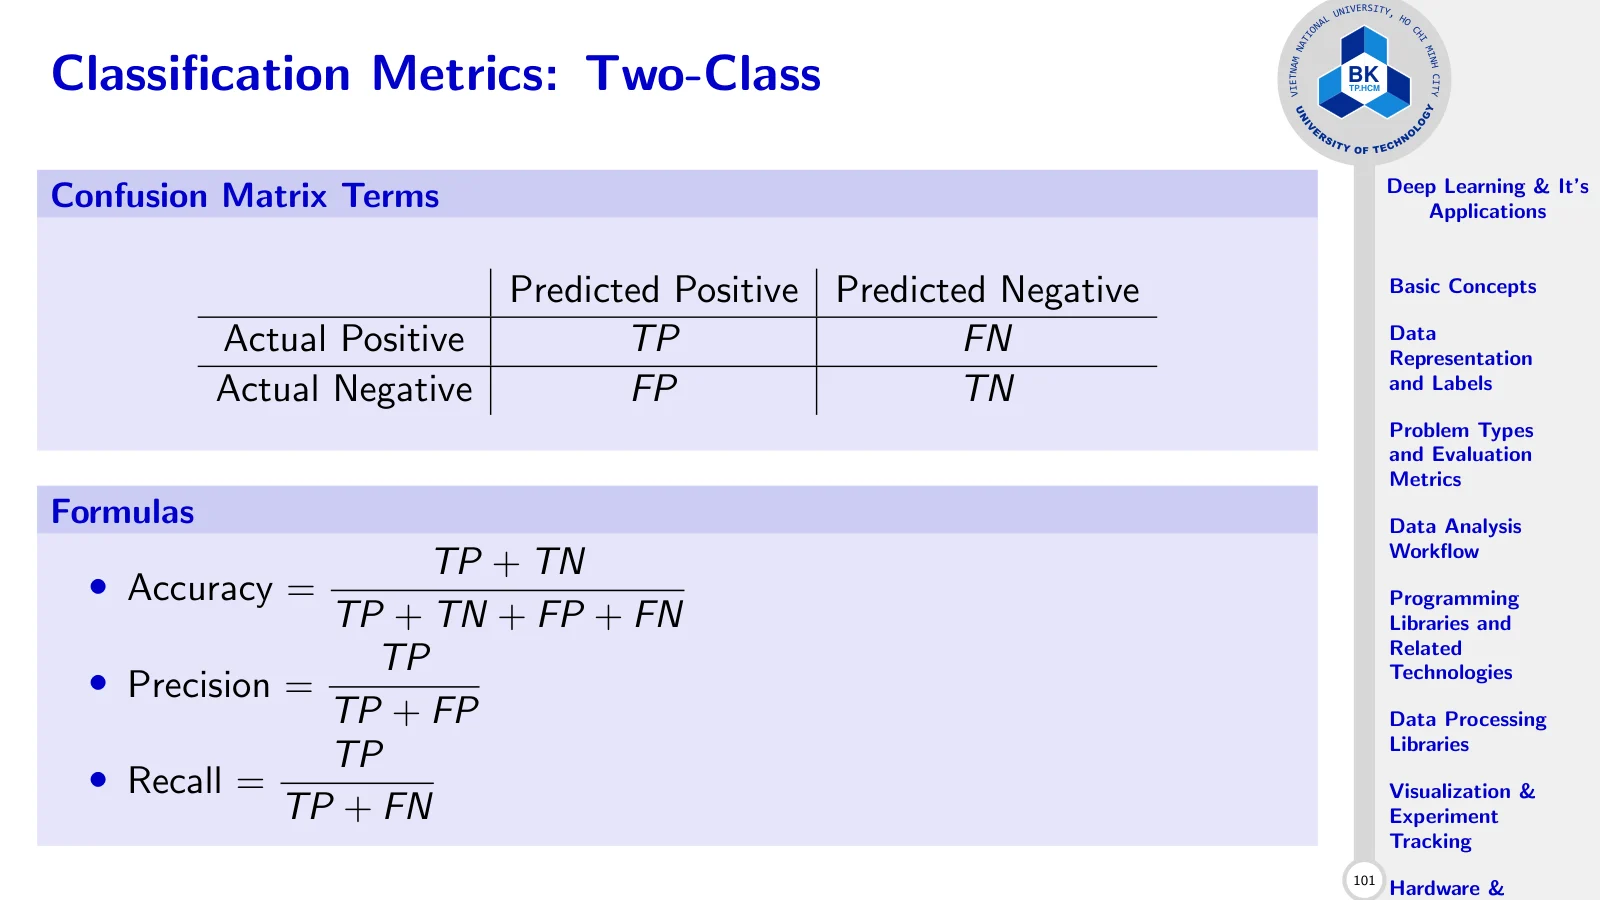 Classification Metrics: Two-Class
VIETNAM NATIONAL UNIVERSITY, HO CHI MINH CITY
BK
TP.HCM
UNIVERSITY OF TECHNOLOGY
Confusion Matrix Terms
Predicted Positive Predicted Negative
Actual Positive TP FN
Actual Negative FP TN
Formulas
• Accuracy = (TP + TN) / (TP + TN + FP + FN)
• Precision = TP / (TP + FP)
• Recall = TP / (TP + FN)
Deep Learning & It's
Applications
Basic Concepts
Data
Representation
and Labels
Problem Types
and Evaluation
Metrics
Data Analysis
Workflow
Programming
Libraries and
Related
Technologies
Data Processing
Libraries
Visualization &
Experiment
Tracking
Hardware &
101